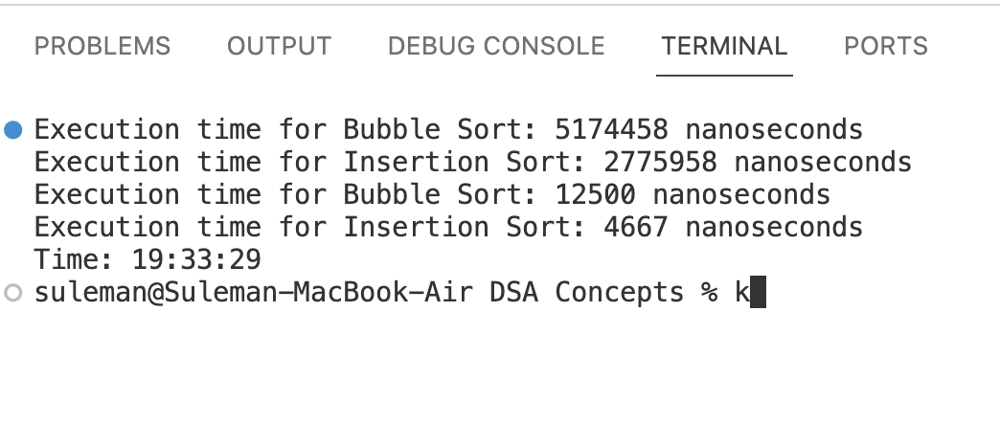 PROBLEMS OUTPUT DEBUG CONSOLE TERMINAL PORTS
Execution time for Bubble Sort: 5174458 nanoseconds
Execution time for Insertion Sort: 2775958 nanoseconds
Execution time for Bubble Sort: 12500 nanoseconds
Execution time for Insertion Sort: 4667 nanoseconds
Time: 19:33:29
suleman@Suleman-MacBook-Air DSA Concepts % k